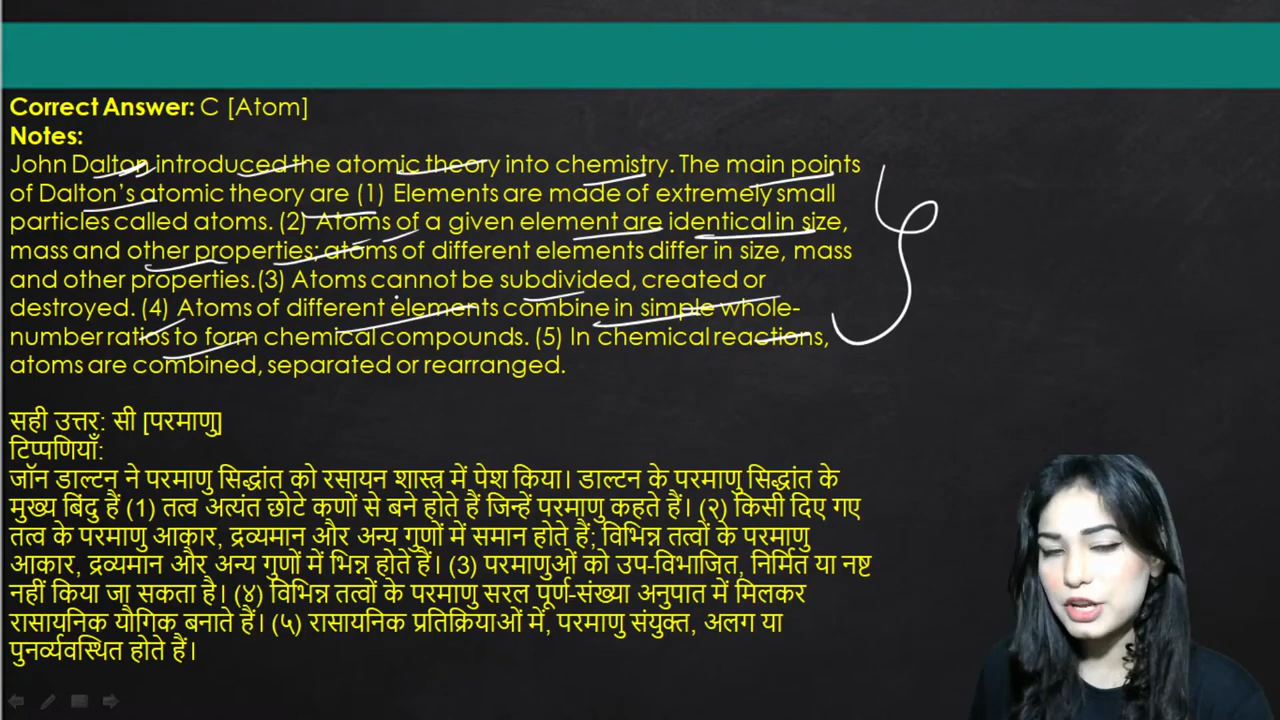 Correct Answer: C [Atom]
Notes:
John Dalton introduced the atomic theory into chemistry. The main points
of Dalton's atomic theory are (1) Elements are made of extremely small
particles called atoms. (2) Atoms of a given element are identical in size,
mass and other properties; atoms of different elements differ in size, mass
and other properties.(3) Atoms cannot be subdivided, created or
destroyed. (4) Atoms of different elements combine in simple whole-
number ratios to form chemical compounds. (5) In chemical reactions,
atoms are combined, separated or rearranged.
सही उत्तर: सी [परमाणु]
टिप्पणियाँ:
जॉन डाल्टन ने परमाणु सिद्धांत को रसायन शास्त्र में पेश किया। डाल्टन के परमाणु सिद्धांत के
मुख्य बिंदु हैं (1) तत्व अत्यंत छोटे कणों से बने होते हैं जिन्हें परमाणु कहते हैं। (२) किसी दिए गए
तत्व के परमाणु आकार, द्रव्यमान और अन्य गुणों में समान होते हैं; विभिन्न तत्वों के परमाणु
आकार, द्रव्यमान और अन्य गुणों में भिन्न होते हैं। (3) परमाणुओं को उप-विभाजित, निर्मित या नष्ट
नहीं किया जा सकता है। (४) विभिन्न तत्वों के परमाणु सरल पूर्ण-संख्या अनुपात में मिलकर
रासायनिक यौगिक बनाते हैं। (५) रासायनिक प्रतिक्रियाओं में, परमाणु संयुक्त, अलग या
पुनर्व्यवस्थित होते हैं।